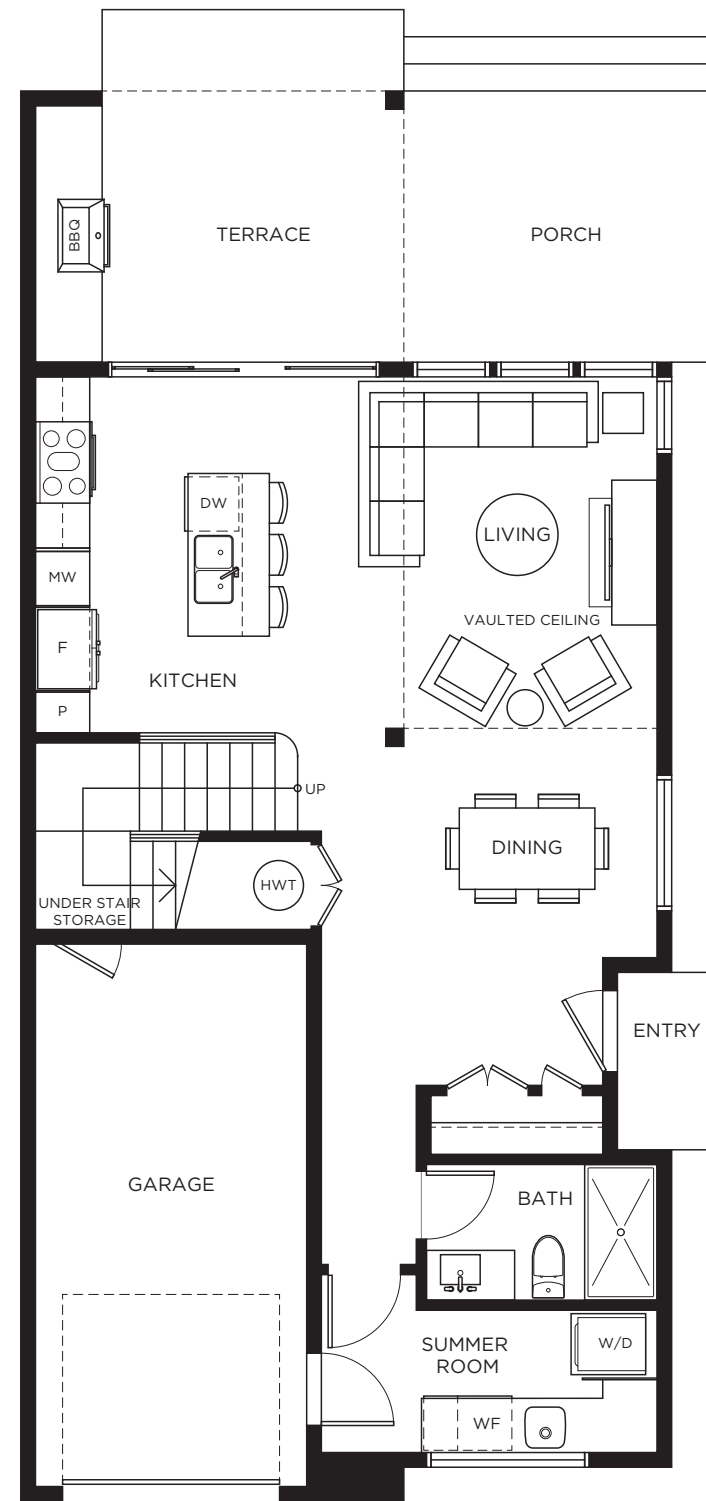 BBQ
TERRACE
PORCH
DW
LIVING
MW
VAULTED CEILING
F
KITCHEN
P
UP
DINING
HWT
UNDER STAIR
STORAGE
ENTRY
GARAGE
BATH
SUMMER
ROOM
W/D
WF